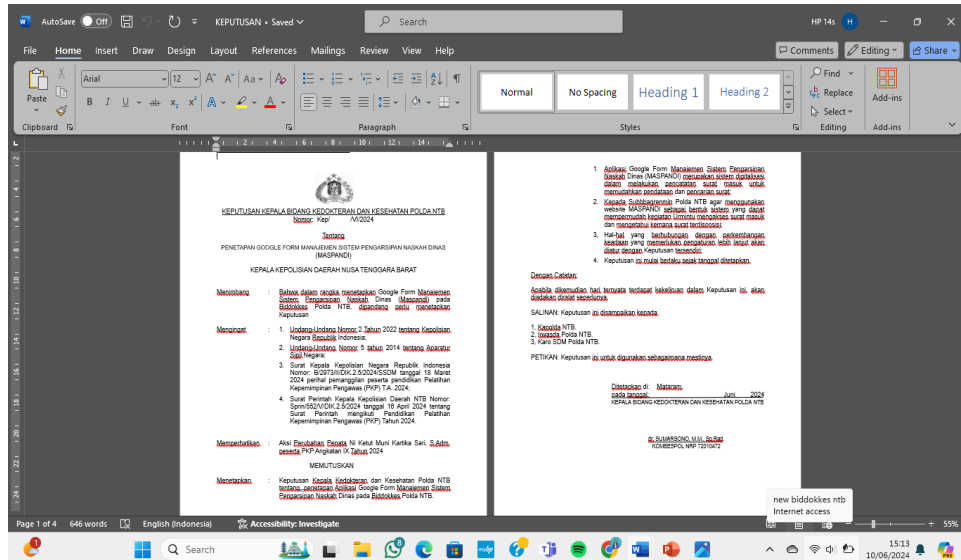 AutoSave Off KEPUTUSAN • Saved Search HP 14s H
File Home Insert Draw Design Layout References Mailings Review View Help Comments Editing Share
Paste Arial 12 Normal No Spacing Heading 1 Heading 2 Find Replace Select Add-ins
Clipboard Font Paragraph Styles Editing Add-ins
KEPUTUSAN KEPALA BIDANG KEDOKTERAN DAN KESEHATAN POLDA NTB
Nomor: Kep/ /VI/2024
Tentang
PENETAPAN GOOGLE FORM MANAJEMEN SISTEM PENGARSIPAN NASKAH DINAS
(MASPANDI)
KEPALA KEPOLISIAN DAERAH NUSA TENGGARA BARAT
Menimbang : Bahwa dalam rangka menetapkan Google Form Manajemen
Sistem Pengarsipan Naskah Dinas (Maspandi) pada
Biddokkes Polda NTB, dipandang perlu menetapkan
Keputusan
Mengingat : 1. Undang-Undang Nomor 2 Tahun 2022 tentang Kepolisian
Negara Republik Indonesia;
2. Undang-Undang Nomor 5 tahun 2014 tentang Aparatur
Sipil Negara;
3. Surat Kepala Kepolisian Negara Republik Indonesia
Nomor: B/2973/II/DIK.2.5/2024/SSDM tanggal 18 Maret
2024 perihal pemanggilan peserta pendidikan Pelatihan
Kepemimpinan Pengawas (PKP) T.A. 2024;
4. Surat Perintah Kepala Kepolisian Daerah NTB Nomor:
Sprin/552/V/DIK.2.6/2024 tanggal 16 April 2024 tentang
Surat Perintah mengikuti Pendidikan Pelatihan
Kepemimpinan Pengawas (PKP) Tahun 2024.
Memperhatikan : Aksi Perubahan Penata Ni Ketut Muni Kartika Sari, S.Adm.
peserta PKP Angkatan IX Tahun 2024
MEMUTUSKAN
Menetapkan : Keputusan Kepala Kedokteran dan Kesehatan Polda NTB
tentang penetapan Aplikasi Google Form Manajemen Sistem
Pengarsipan Naskah Dinas pada Biddokkes Polda NTB.
1. Aplikasi Google Form Manajemen Sistem Pengarsipan
Naskah Dinas (MASPANDI) merupakan sistem digitalisasi
dalam melakukan pencatatan surat masuk untuk
memudahkan pendataan dan pencarian surat;
2. Kepada Subbagrenmin Polda NTB agar menggunakan
website MASPANDI sebagai bentuk sistem yang dapat
mempermudah kegiatan Urmintu mengakses surat masuk
dan mengetahui kemana surat terdisposisi;
3. Hal-hal yang berhubungan dengan perkembangan
keadaan yang memerlukan pengaturan lebih lanjut akan
diatur dengan Keputusan tersendiri;
4. Keputusan ini mulai berlaku sejak tanggal ditetapkan.
Dengan Catatan:
Apabila dikemudian hari ternyata terdapat kekeliruan dalam Keputusan ini, akan
diadakan diralat seperlunya.
SALINAN: Keputusan ini disampaikan kepada
1. Kapolda NTB.
2. Irwasda Polda NTB.
3, Karo SDM Polda NTB.
PETIKAN: Keputusan ini untuk digunakan sebagaimana mestinya.
Ditetapkan di: Mataram
pada tanggal: Juni 2024
KEPALA BIDANG KEDOKTERAN DAN KESEHATAN POLDA NTB
dr. SUMARSONO, M.M., Sp.Rad
KOMBESPOL NRP 72010472
new biddokkes ntb
Internet access
Page 1 of 4 646 words English (Indonesia) Accessibility: Investigate 55%
Search 15:13
10/06/2024